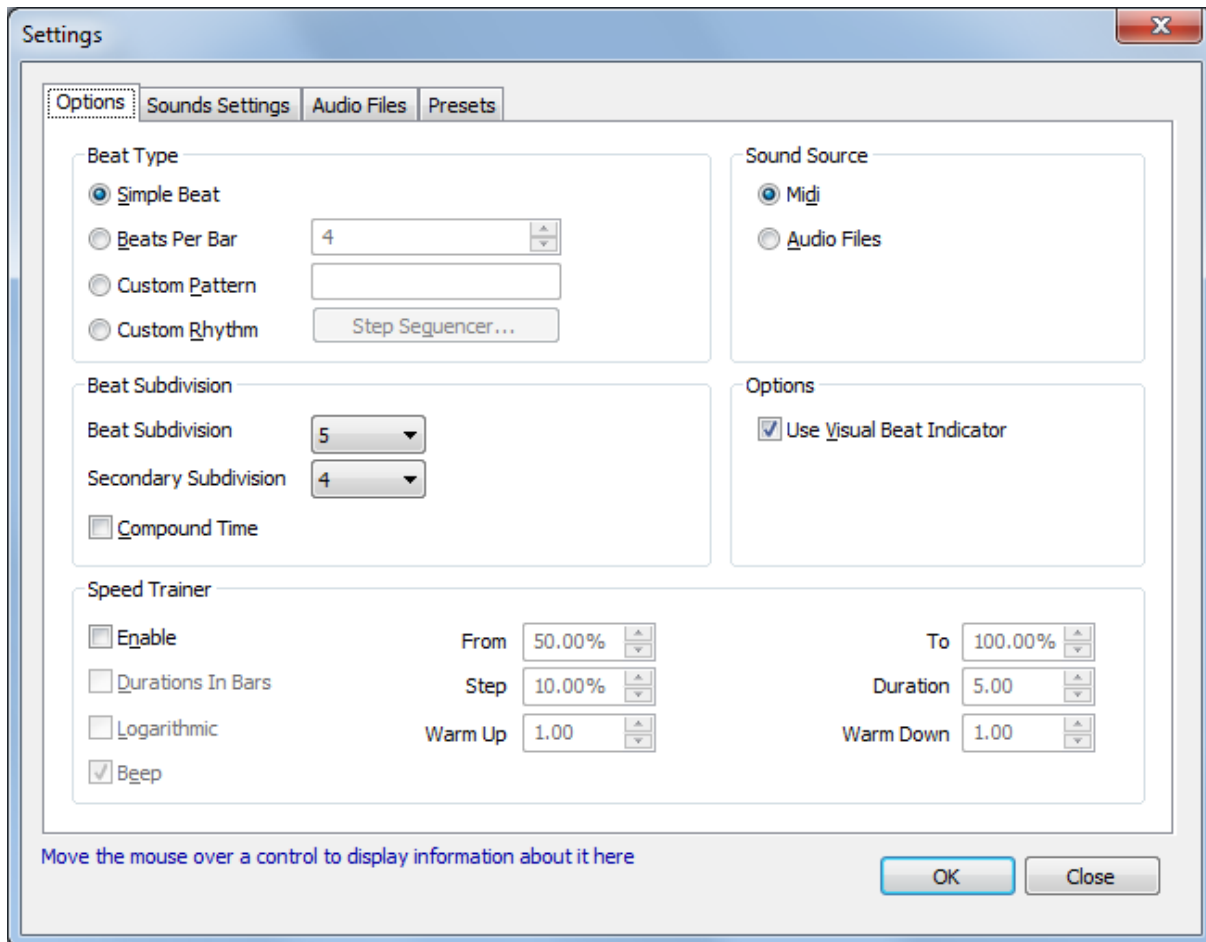 Settings
Options Sounds Settings Audio Files Presets
Beat Type
Simple Beat
Beats Per Bar 4
Custom Pattern
Custom Rhythm Step Sequencer...
Sound Source
Midi
Audio Files
Beat Subdivision
Beat Subdivision 5
Secondary Subdivision 4
Compound Time
Options
Use Visual Beat Indicator
Speed Trainer
Enable From 50.00% To 100.00%
Durations In Bars Step 10.00% Duration 5.00
Logarithmic Warm Up 1.00 Warm Down 1.00
Beep
Move the mouse over a control to display information about it here
OK Close